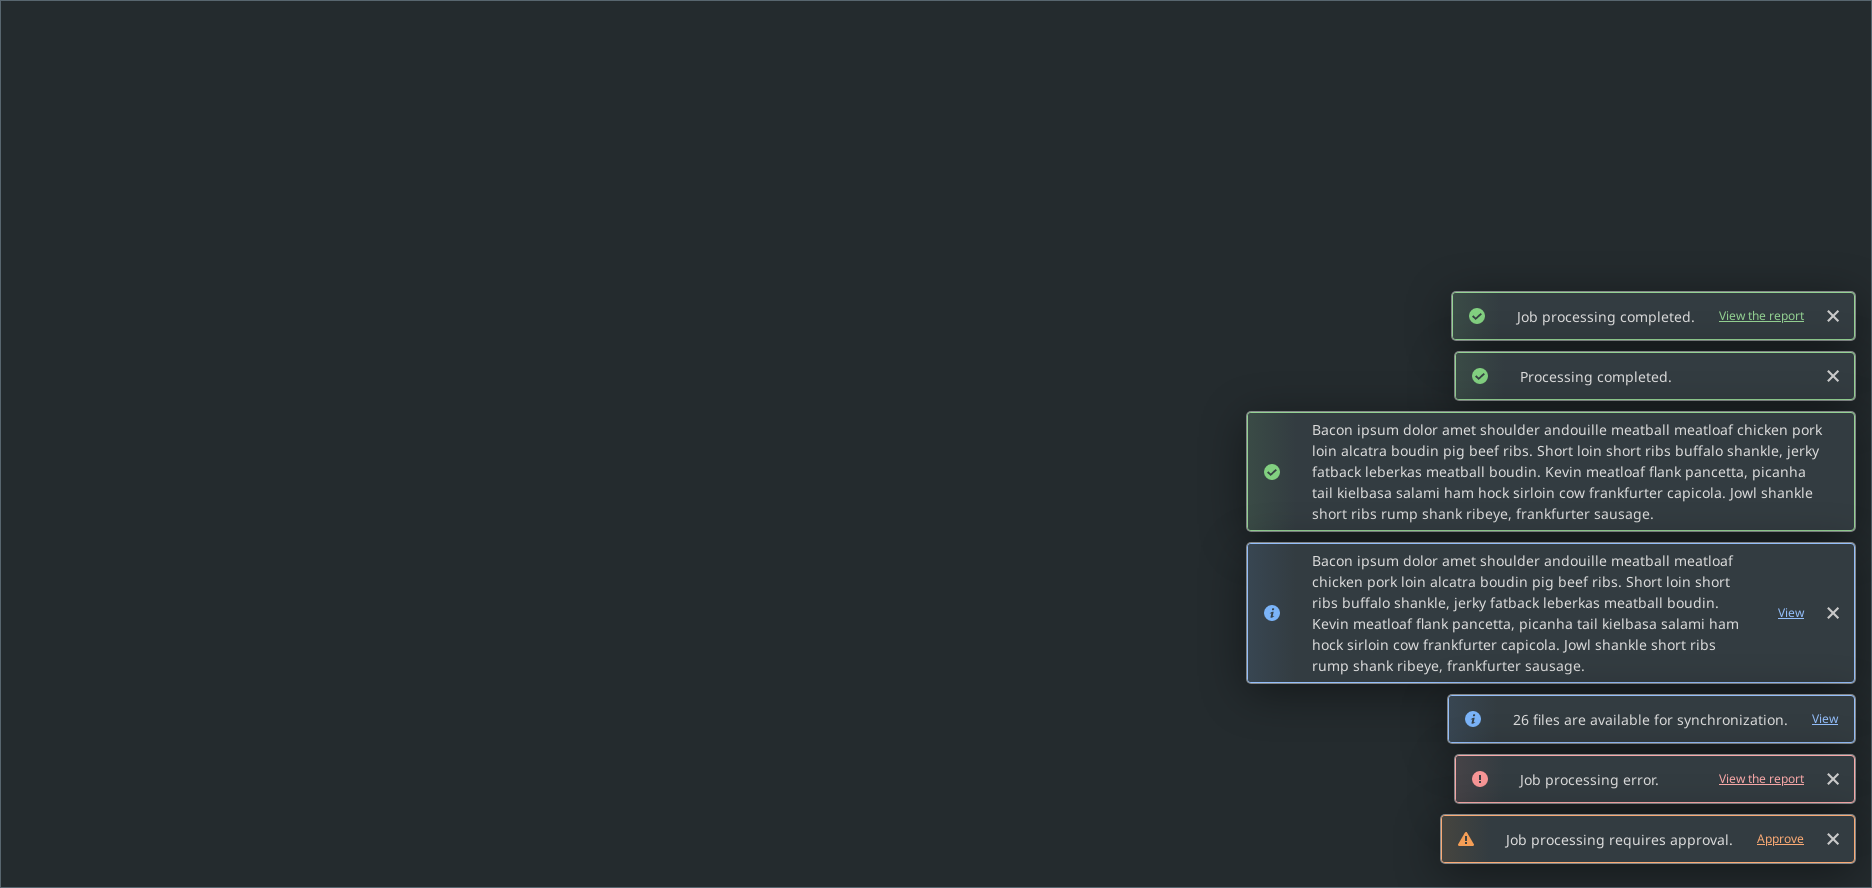 Job processing completed. View the report
Processing completed.
Bacon ipsum dolor amet shoulder andouille meatball meatloaf chicken pork
loin alcatra boudin pig beef ribs. Short loin short ribs buffalo shankle, jerky
fatback leberkas meatball boudin. Kevin meatloaf flank pancetta, picanha
tail kielbasa salami ham hock sirloin cow frankfurter capicola. Jowl shankle
short ribs rump shank ribeye, frankfurter sausage.
Bacon ipsum dolor amet shoulder andouille meatball meatloaf
chicken pork loin alcatra boudin pig beef ribs. Short loin short
ribs buffalo shankle, jerky fatback leberkas meatball boudin.
Kevin meatloaf flank pancetta, picanha tail kielbasa salami ham
hock sirloin cow frankfurter capicola. Jowl shankle short ribs
rump shank ribeye, frankfurter sausage.
View
26 files are available for synchronization. View
Job processing error. View the report
Job processing requires approval. Approve